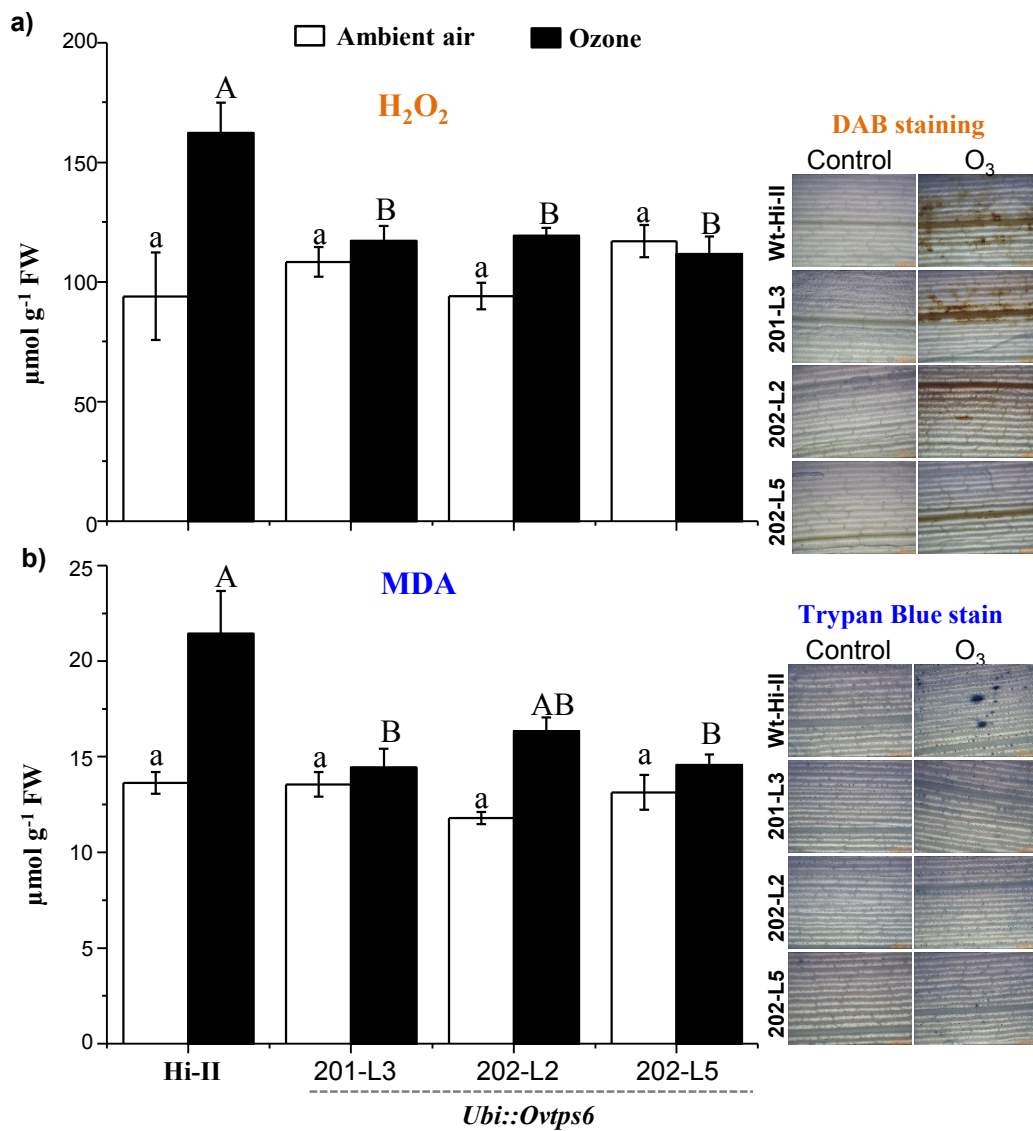 a)
Ambient air Ozone
H₂O₂
200
150
100
50
0
µmol g⁻¹ FW
a A a B a B a B
DAB staining
Control O₃
Wt-Hi-II
201-L3
202-L2
202-L5
b)
MDA
25
20
15
10
5
0
µmol g⁻¹ FW
a A a B a AB a B
Trypan Blue stain
Control O₃
Wt-Hi-II
201-L3
202-L2
202-L5
Hi-II 201-L3 202-L2 202-L5
Ubi::Ovtps6